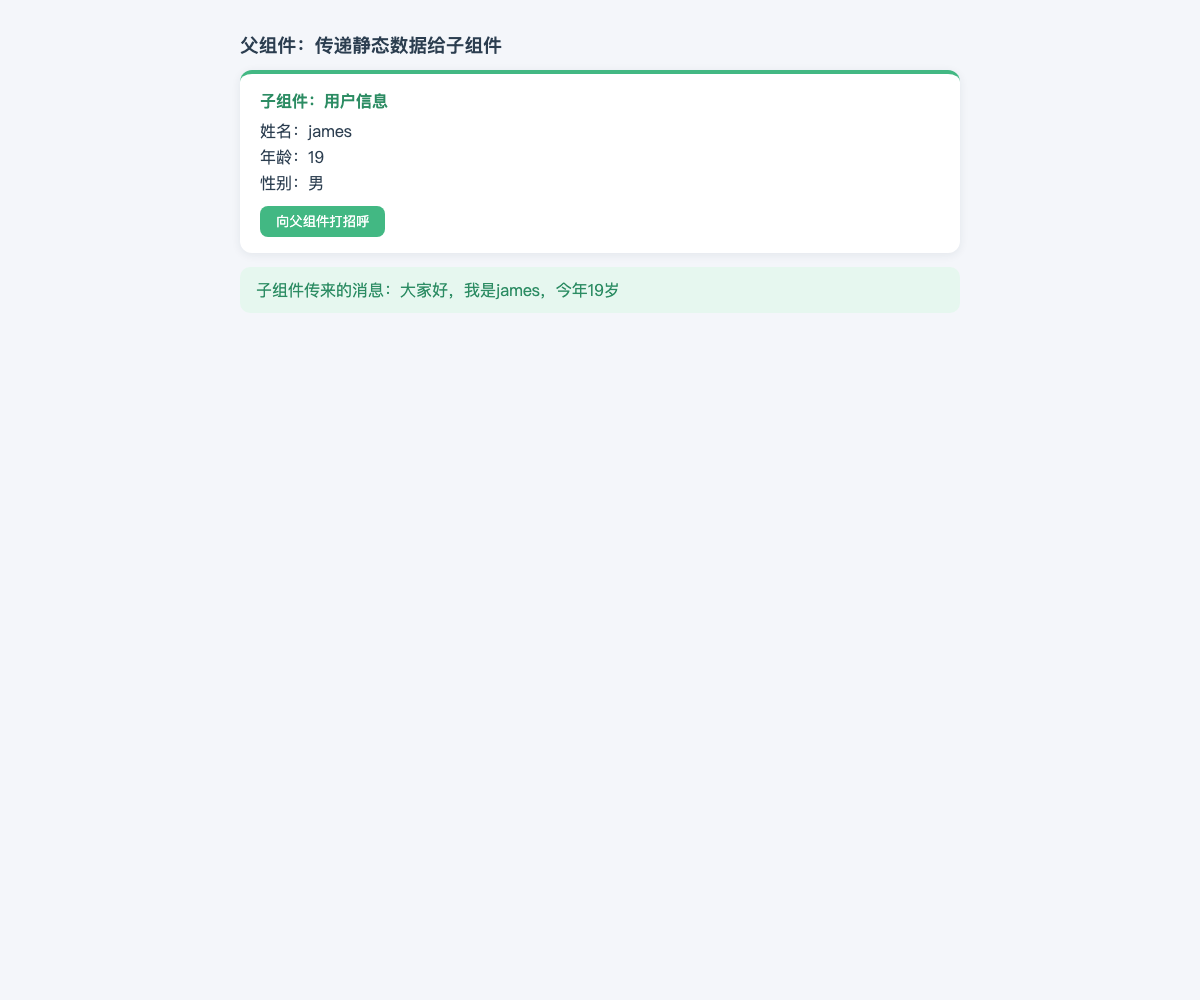 父组件：传递静态数据给子组件
子组件：用户信息
姓名：james
年龄：19
性别：男
向父组件打招呼
子组件传来的消息：大家好，我是james，今年19岁